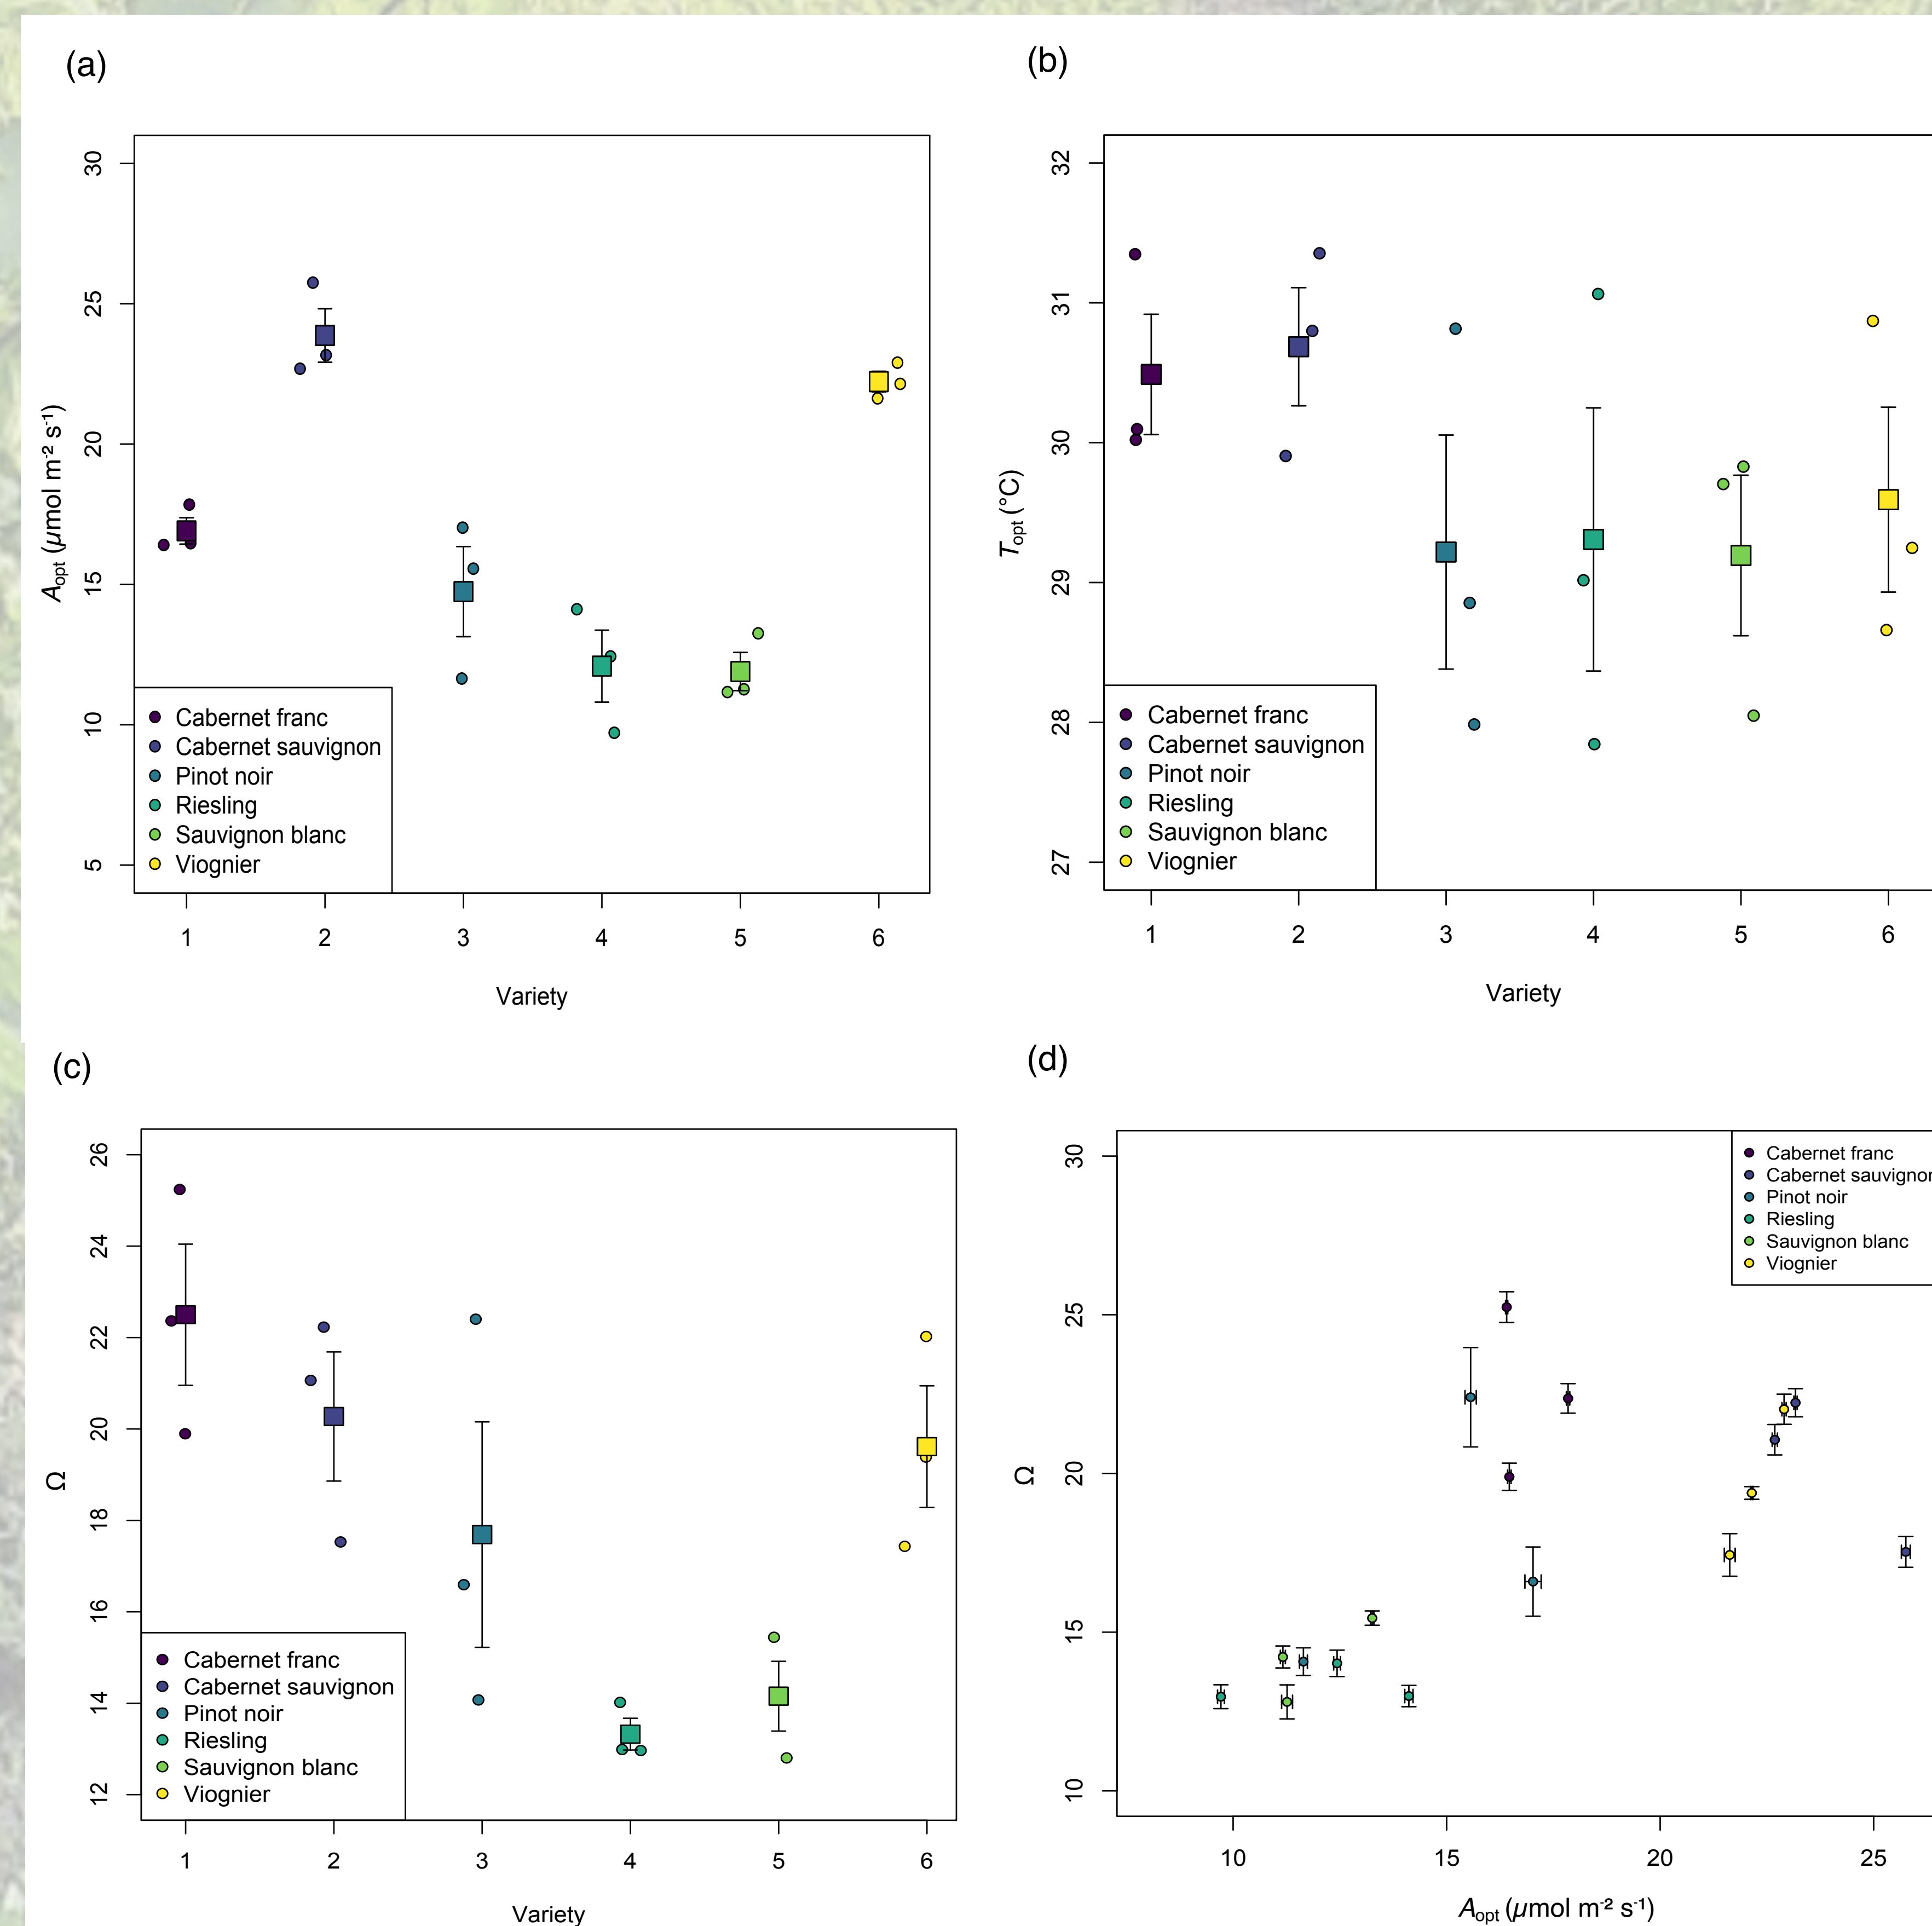 (a)
30
25
20
15
10
5
Aopt (µmol m-2 s-1)
Cabernet franc
Cabernet sauvignon
Pinot noir
Riesling
Sauvignon blanc
Viognier
1 2 3 4 5 6
Variety
(b)
32
31
30
29
28
27
Topt (°C)
Cabernet franc
Cabernet sauvignon
Pinot noir
Riesling
Sauvignon blanc
Viognier
1 2 3 4 5 6
Variety
(c)
26
24
22
20
18
16
14
12
Ω
Cabernet franc
Cabernet sauvignon
Pinot noir
Riesling
Sauvignon blanc
Viognier
1 2 3 4 5 6
Variety
(d)
30
25
20
15
10
Ω
Cabernet franc
Cabernet sauvignon
Pinot noir
Riesling
Sauvignon blanc
Viognier
10 15 20 25
Aopt (µmol m-2 s-1)